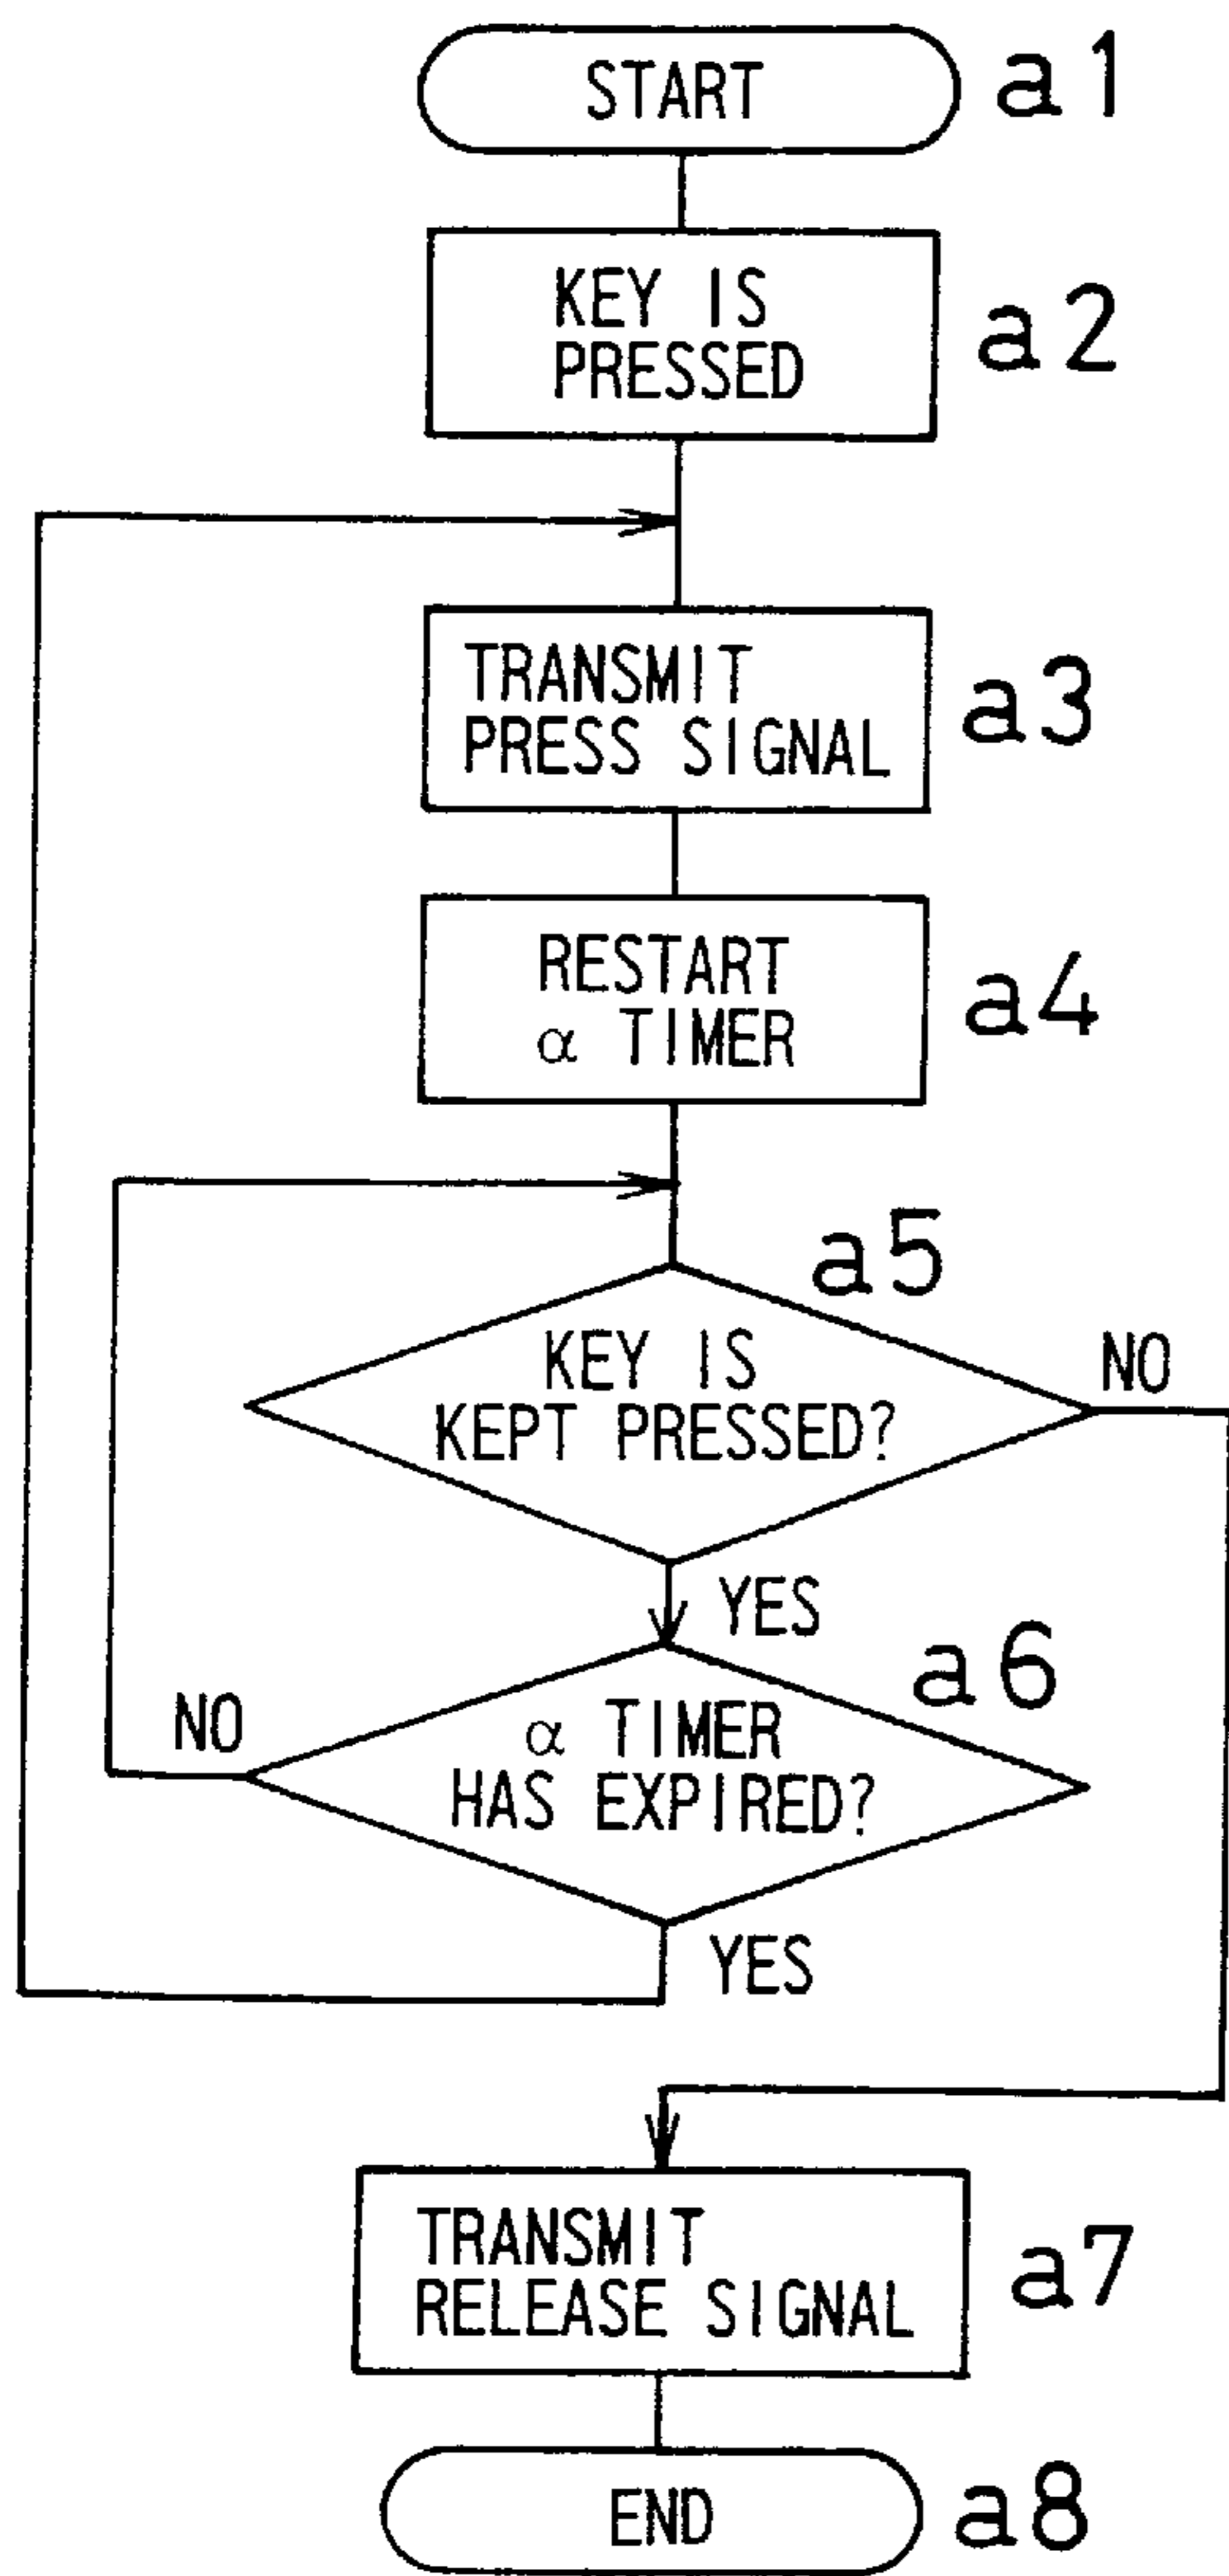 START
a1
KEY IS
PRESSED
a2
TRANSMIT
PRESS SIGNAL
a3
RESTART
α TIMER
a4
a5
KEY IS
KEPT PRESSED?
NO
YES
a6
NO
α TIMER
HAS EXPIRED?
YES
TRANSMIT
RELEASE SIGNAL
a7
END
a8